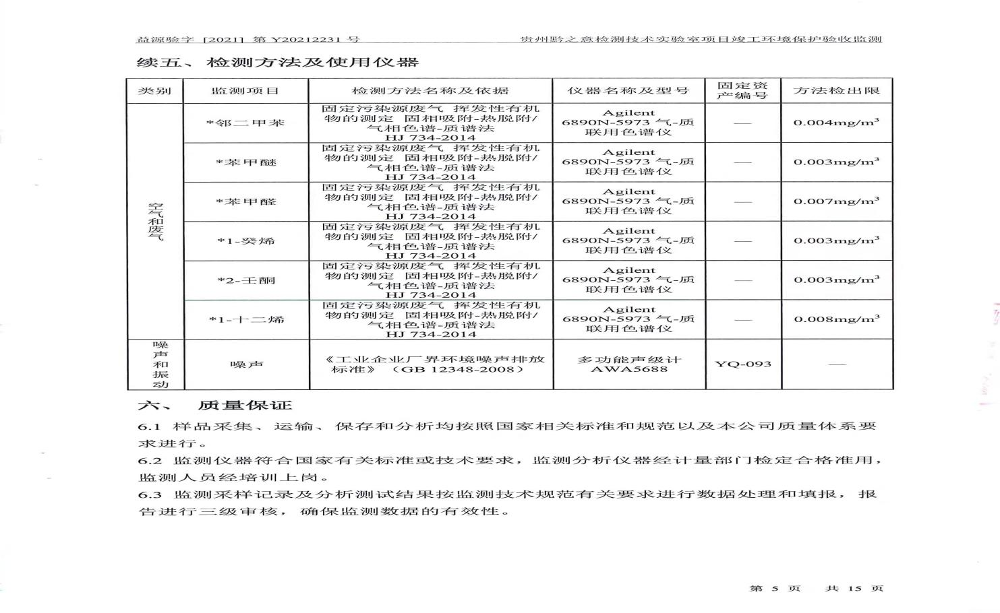 益源验字 [2021] 第 Y20212231 号
贵州黔之意检测技术实验室项目竣工环境保护验收监测
续五、检测方法及使用仪器
类别
监测项目
检测方法名称及依据
仪器名称及型号
固定资
产编号
方法检出限
空气和废气
*邻二甲苯
固定污染源废气 挥发性有机
物的测定 固相吸附-热脱附/
气相色谱-质谱法
HJ 734-2014
Agilent
6890N-5973 气-质
联用色谱仪
—
0.004mg/m³
*苯甲醚
固定污染源废气 挥发性有机
物的测定 固相吸附-热脱附/
气相色谱-质谱法
HJ 734-2014
Agilent
6890N-5973 气-质
联用色谱仪
—
0.003mg/m³
*苯甲醛
固定污染源废气 挥发性有机
物的测定 固相吸附-热脱附/
气相色谱-质谱法
HJ 734-2014
Agilent
6890N-5973 气-质
联用色谱仪
—
0.007mg/m³
*1-癸烯
固定污染源废气 挥发性有机
物的测定 固相吸附-热脱附/
气相色谱-质谱法
HJ 734-2014
Agilent
6890N-5973 气-质
联用色谱仪
—
0.003mg/m³
*2-壬酮
固定污染源废气 挥发性有机
物的测定 固相吸附-热脱附/
气相色谱-质谱法
HJ 734-2014
Agilent
6890N-5973 气-质
联用色谱仪
—
0.003mg/m³
*1-十二烯
固定污染源废气 挥发性有机
物的测定 固相吸附-热脱附/
气相色谱-质谱法
HJ 734-2014
Agilent
6890N-5973 气-质
联用色谱仪
—
0.008mg/m³
噪声和振动
噪声
《工业企业厂界环境噪声排放
标准》（GB 12348-2008）
多功能声级计
AWA5688
YQ-093
—
六、 质量保证
6.1 样品采集、运输、保存和分析均按照国家相关标准和规范以及本公司质量体系要
求进行。
6.2 监测仪器符合国家有关标准或技术要求，监测分析仪器经计量部门检定合格准用，
监测人员经培训上岗。
6.3 监测采样记录及分析测试结果按监测技术规范有关要求进行数据处理和填报，报
告进行三级审核，确保监测数据的有效性。
第 5 页 共 15 页